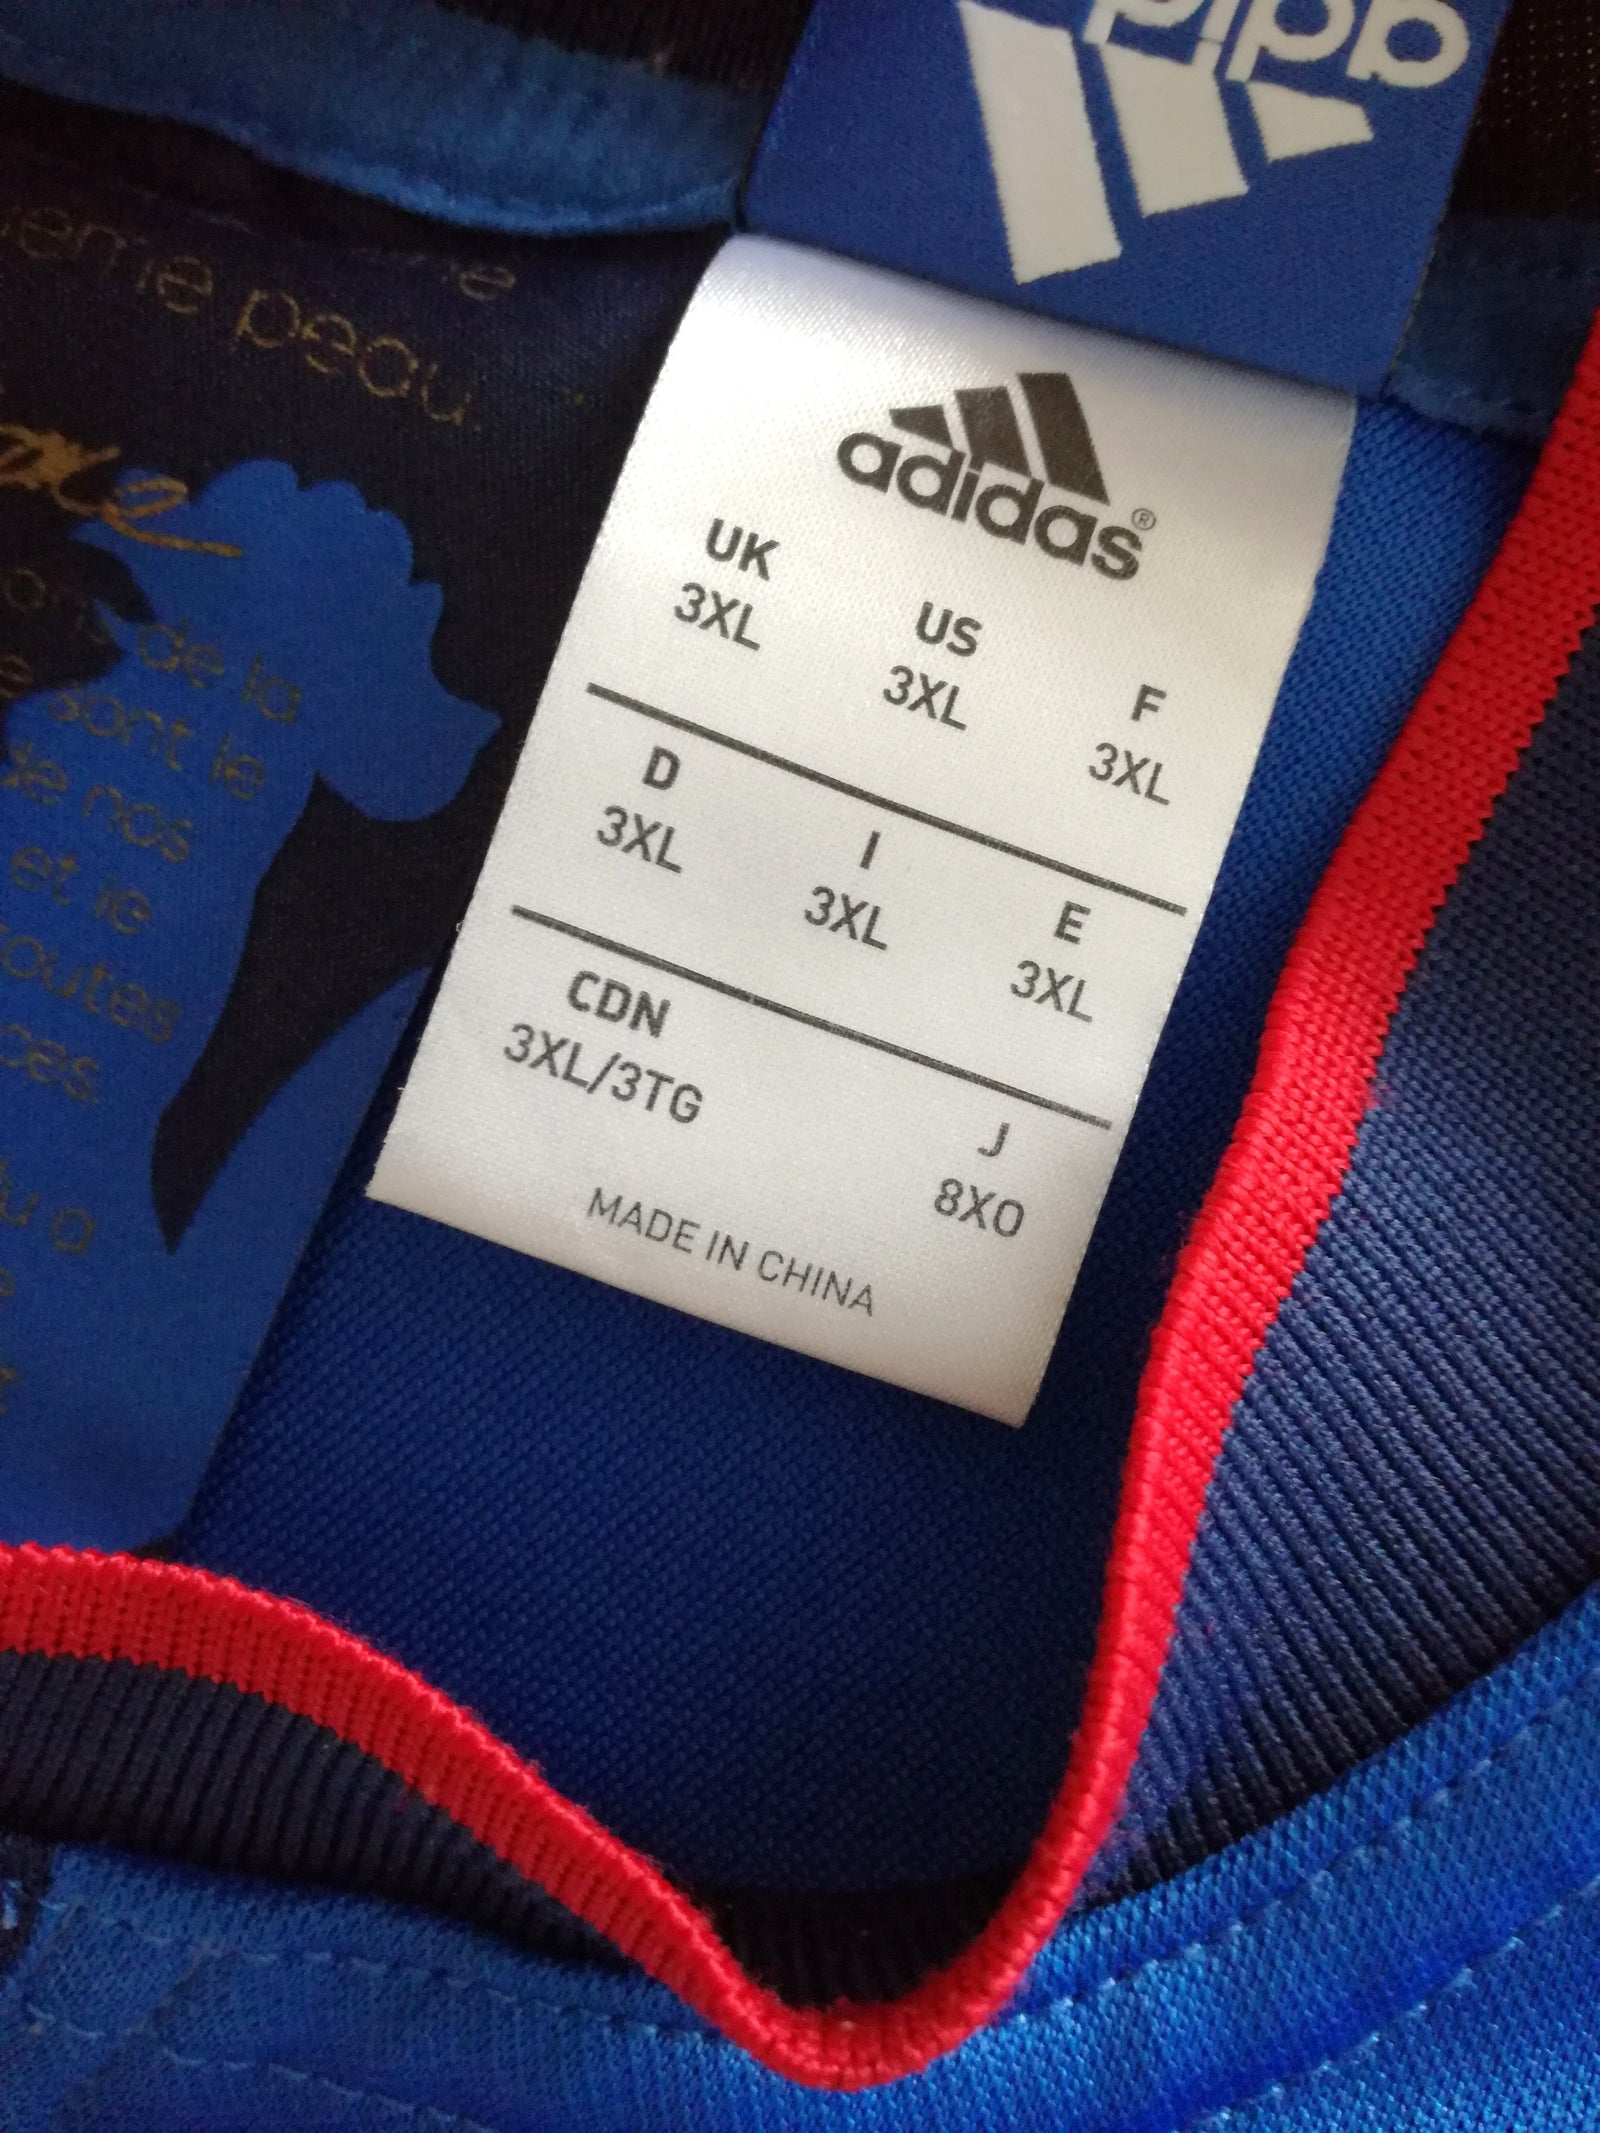 adidas
adidas®
UK US F
3XL 3XL 3XL
D I E
3XL 3XL 3XL
CDN J
3XL/3TG 8XO
MADE IN CHINA
peau
de la
sont le
de nos
et le
toutes
a